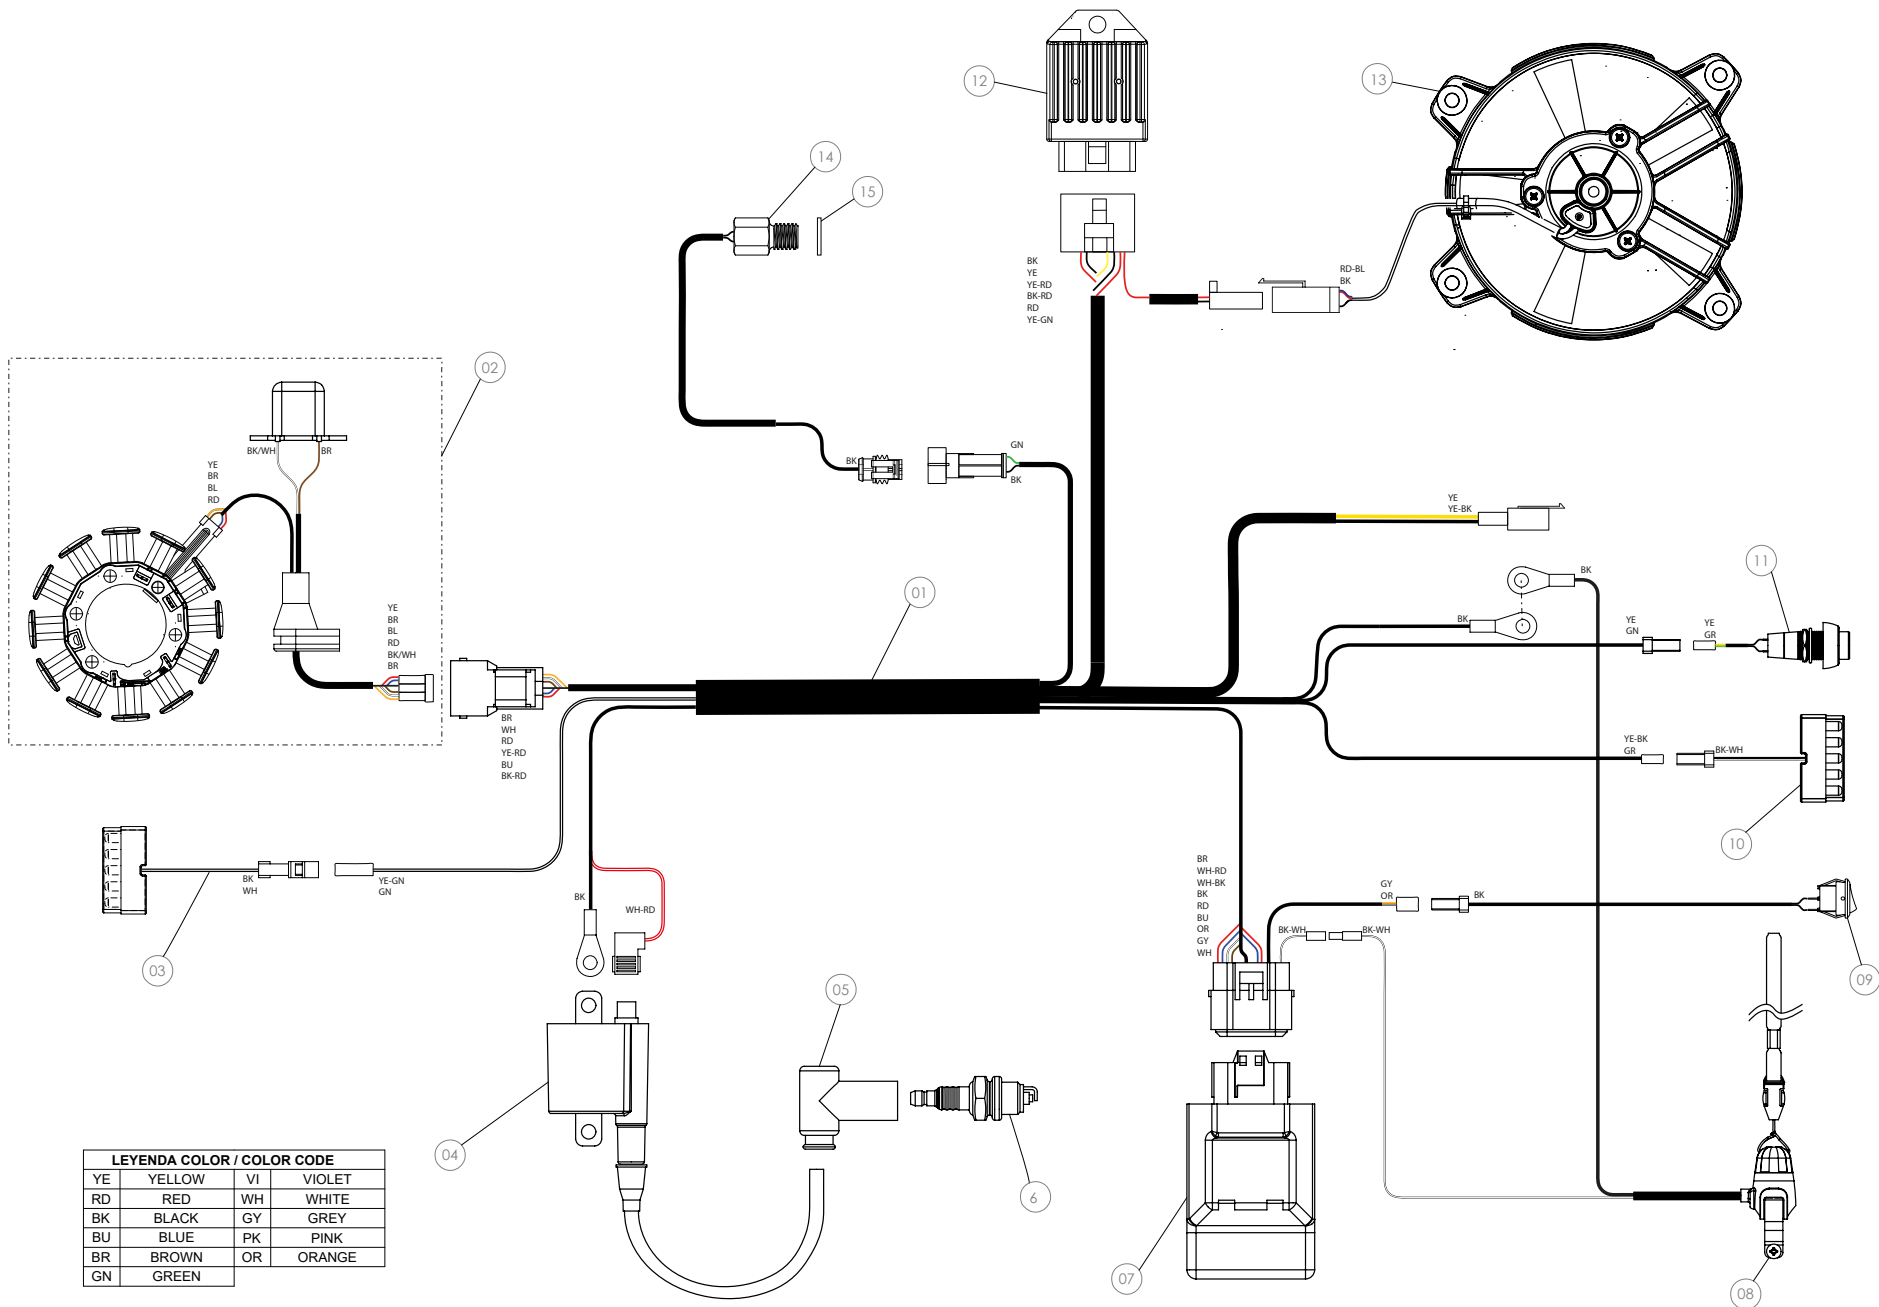 12
13
14
15
BK
YE
YE-RD
BK-RD
RD
YE-GN
RD-BL
BK
02
BK/WH
BR
YE
BR
BL
RD
BK
GN
BK
YE
YE-BK
BK
BK
11
YE
GN
YE
GR
01
YE
BR
BL
RD
BK/WH
BR
BR
WH
RD
YE-RD
BU
BK-RD
YE-BK
GR
BK-WH
10
BK
WH
YE-GN
GN
03
BK
WH-RD
BR
WH-RD
WH-BK
BK
RD
BU
OR
GY
WH
GY
OR
BK
BK-WH
BK-WH
09
05
04
6
07
08
LEYENDA COLOR / COLOR CODE
YE YELLOW VI VIOLET
RD RED WH WHITE
BK BLACK GY GREY
BU BLUE PK PINK
BR BROWN OR ORANGE
GN GREEN